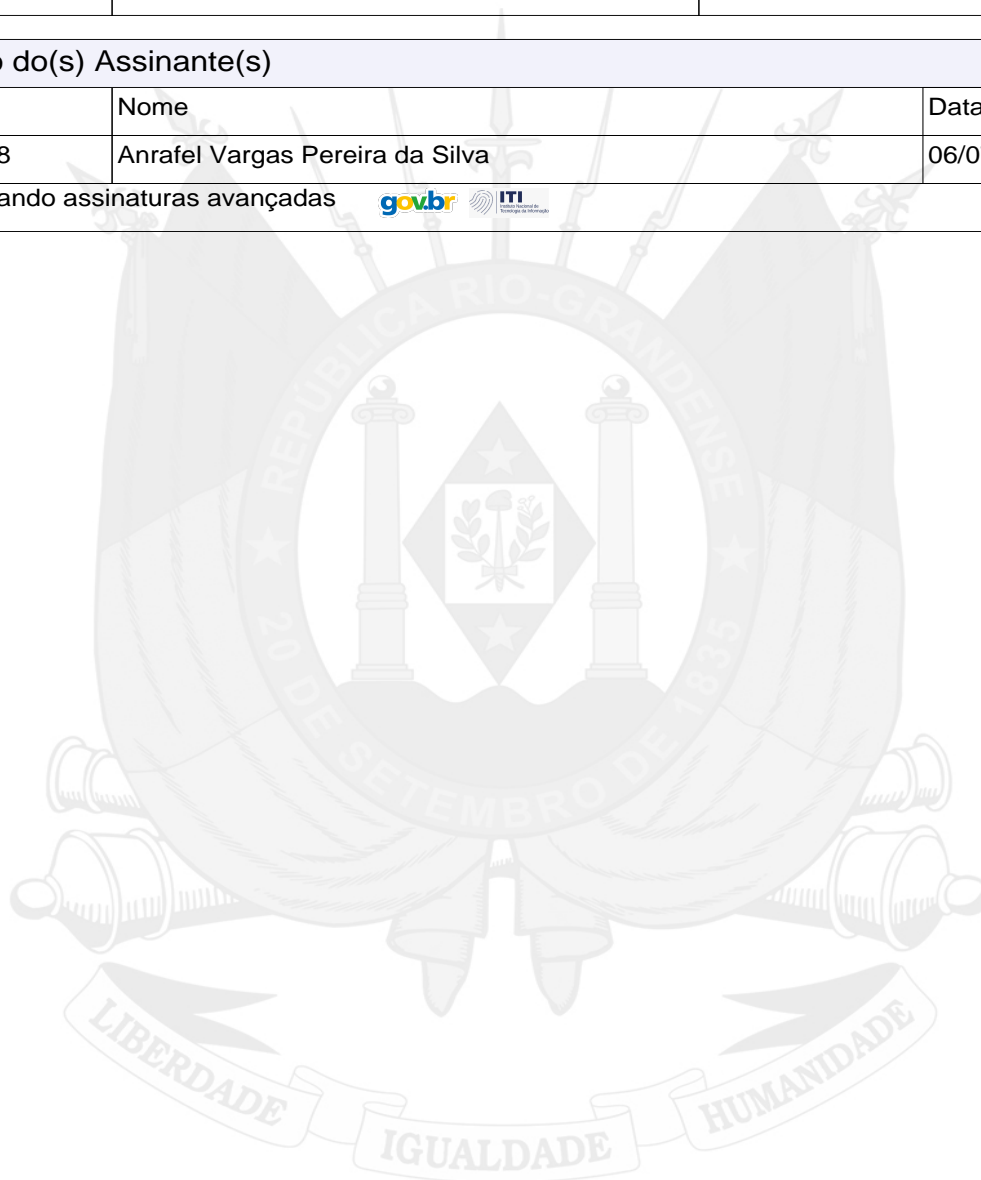 o do(s) Assinante(s)
Nome Data
8 Anrafel Vargas Pereira da Silva 06/0
ando assinaturas avançadas gov.br ITI
REPÚBLICA RIO-GRANDENSE
20 DE SETEMBRO DE 1835
LIBERDADE IGUALDADE HUMANIDADE